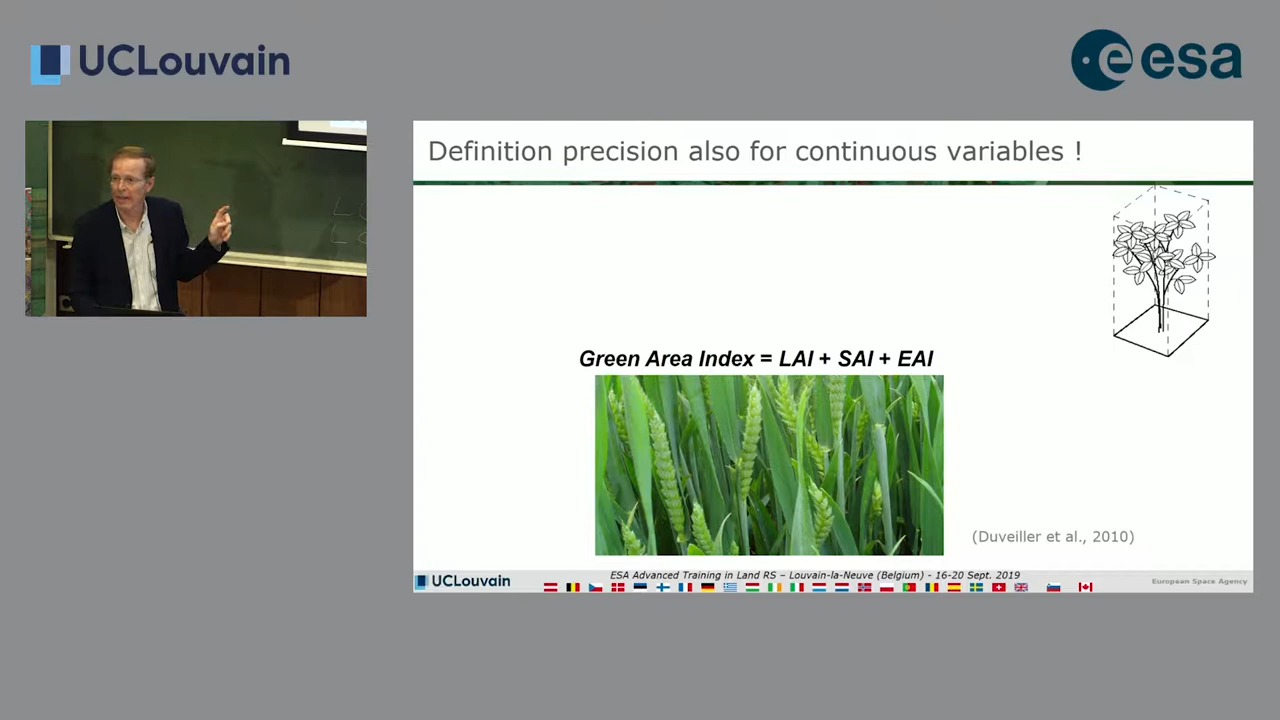 UCLouvain
esa
Definition precision also for continuous variables !
Green Area Index = LAI + SAI + EAI
(Duveiller et al., 2010)
UCLouvain
ESA Advanced Training in Land RS – Louvain-la-Neuve (Belgium) - 16-20 Sept. 2019
European Space Agency